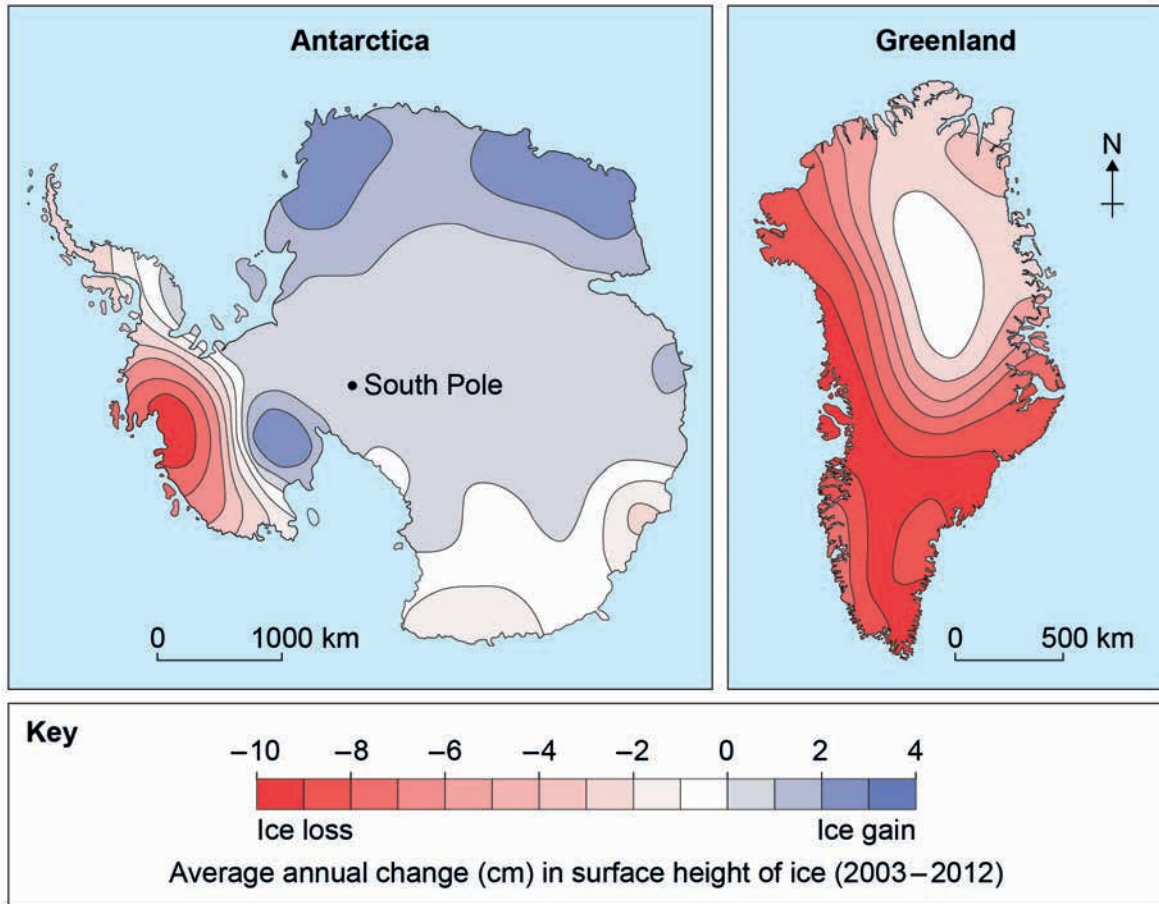 Antarctica
South Pole
0 1000 km
Greenland
N
0 500 km
Key
–10 –8 –6 –4 –2 0 2 4
Ice loss Ice gain
Average annual change (cm) in surface height of ice (2003–2012)